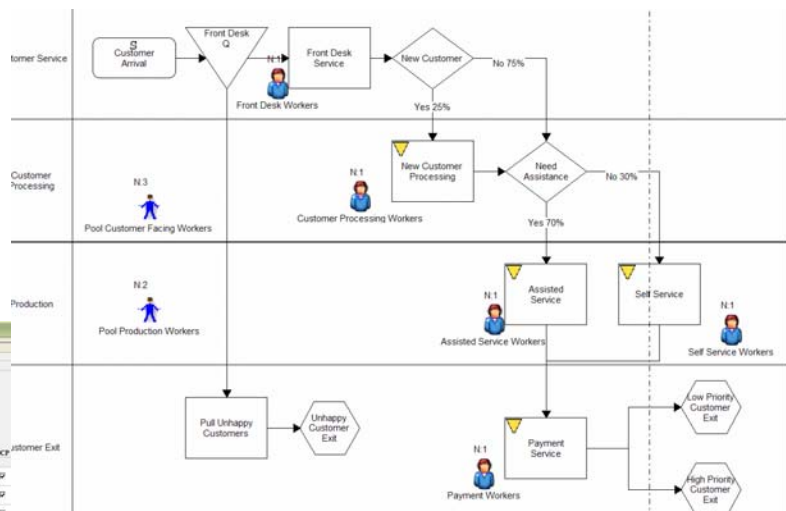 S
Customer
Arrival
Front Desk
Q
N:1
Front Desk Workers
Front Desk
Service
New Customer
No 75%
Yes 25%
tomer Service
Customer
Processing
N:3
Pool Customer Facing Workers
N:1
Customer Processing Workers
New Customer
Processing
Need
Assistance
No 30%
Yes 70%
Production
N:2
Pool Production Workers
N:1
Assisted Service Workers
Assisted
Service
Self Service
N:1
Self Service Workers
ustomer Exit
Pull Unhappy
Customers
Unhappy
Customer
Exit
N:1
Payment Workers
Payment
Service
Low Priority
Customer
Exit
High Priority
Customer
Exit